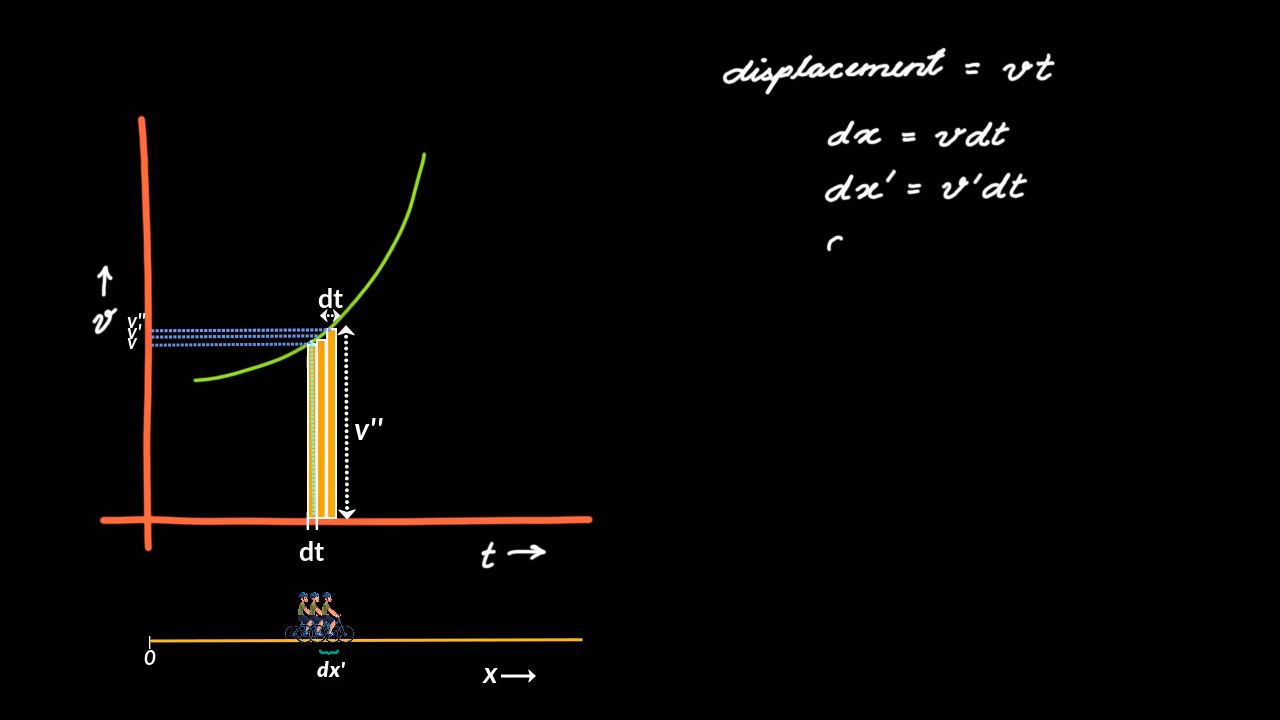 displacement = vt
dx = vdt
dx' = v'dt
dt
v
v''
v'
v
v''
dt
t
0
dx'
x